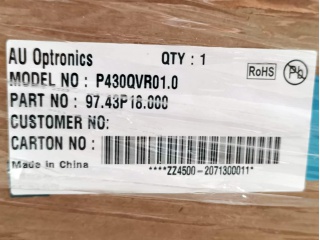 AU Optronics QTY : 1
MODEL NO : P430QVR01.0
RoHS Pb
PART NO : 97.43P18.000
CUSTOMER NO:
CARTON NO :
Made in China ****ZZ4500-2071300011*